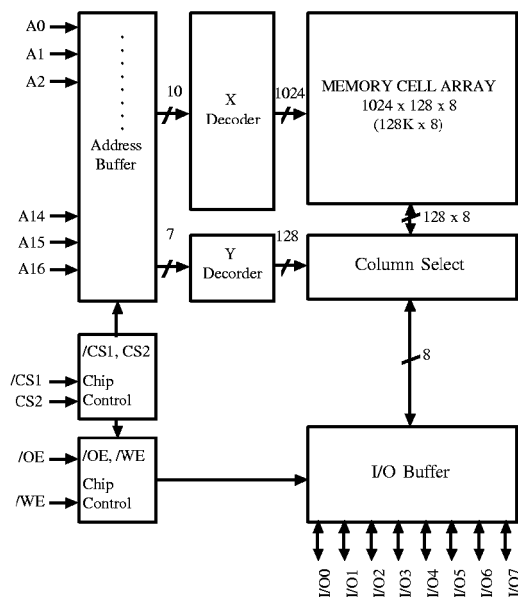 A0
A1
A2
Address
Buffer
A14
A15
A16
10
X
Decoder
1024
MEMORY CELL ARRAY
1024 x 128 x 8
(128K x 8)
128 x 8
7
Y
Decorder
128
Column Select
8
/CS1, CS2
/CS1
CS2
Chip
Control
/OE, /WE
/OE
/WE
Chip
Control
I/O Buffer
I/O0
I/O1
I/O2
I/O3
I/O4
I/O5
I/O6
I/O7